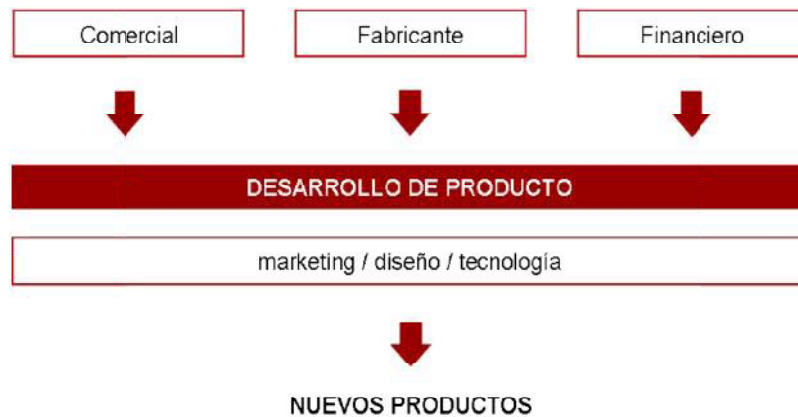 Comercial
Fabricante
Financiero
DESARROLLO DE PRODUCTO
marketing / diseño / tecnología
NUEVOS PRODUCTOS